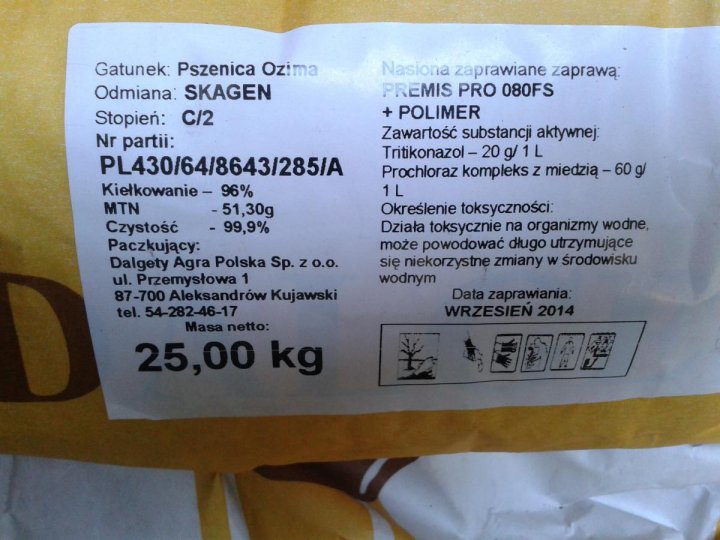 Gatunek: Pszenica Ozima
Odmiana: SKAGEN
Stopień: C/2
Nr partii:
PL430/64/8643/285/A
Kiełkowanie – 96%
MTN - 51,30g
Czystość - 99,9%
Paczkujący:
Dalgety Agra Polska Sp. z o.o.
ul. Przemysłowa 1
87-700 Aleksandrów Kujawski
tel. 54-282-46-17
Masa netto:
25,00 kg
Nasiona zaprawiane zaprawą:
PREMIS PRO 080FS
+ POLIMER
Zawartość substancji aktywnej:
Tritikonazol – 20 g/ 1 L
Prochloraz kompleks z miedzią – 60 g/
1 L
Określenie toksyczności:
Działa toksycznie na organizmy wodne,
może powodować długo utrzymujące
się niekorzystne zmiany w środowisku
wodnym
Data zaprawiania:
WRZESIEŃ 2014
D